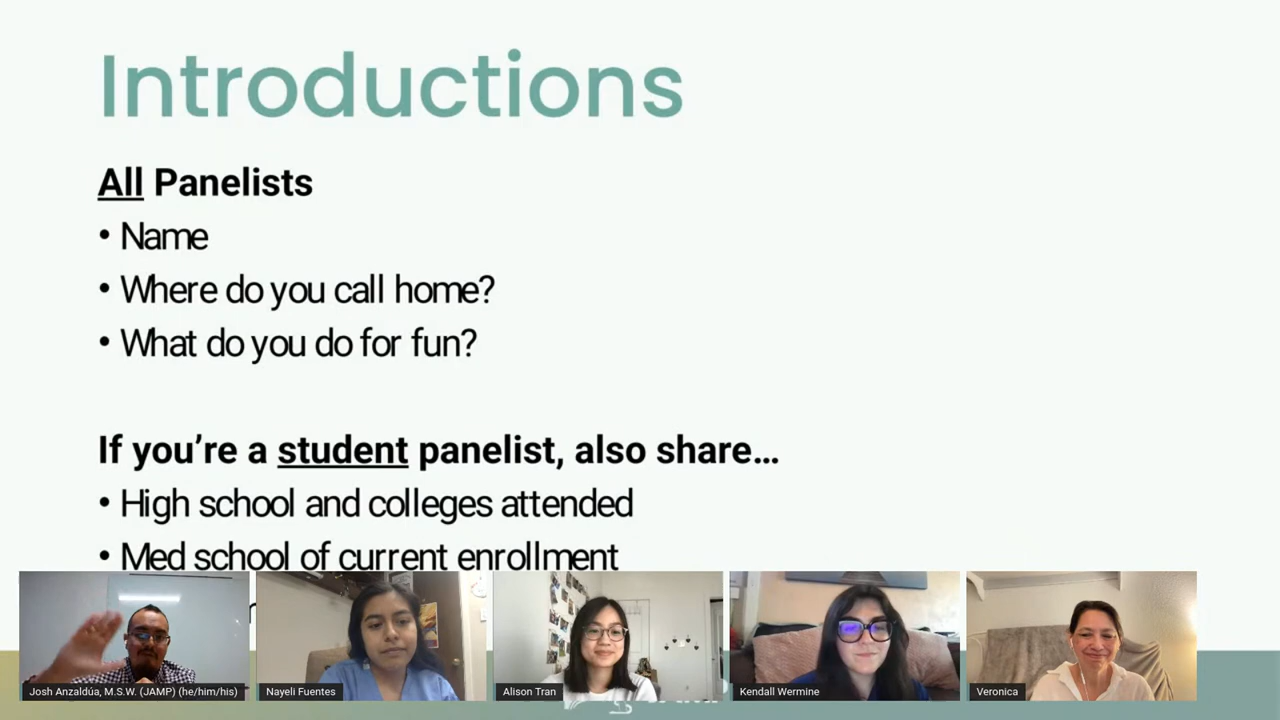 Introductions
All Panelists
• Name
• Where do you call home?
• What do you do for fun?
If you’re a student panelist, also share…
• High school and colleges attended
• Med school of current enrollment
Josh Anzaldúa, M.S.W. (JAMP) (he/him/his)
Nayeli Fuentes
Alison Tran
Kendall Wermine
Veronica